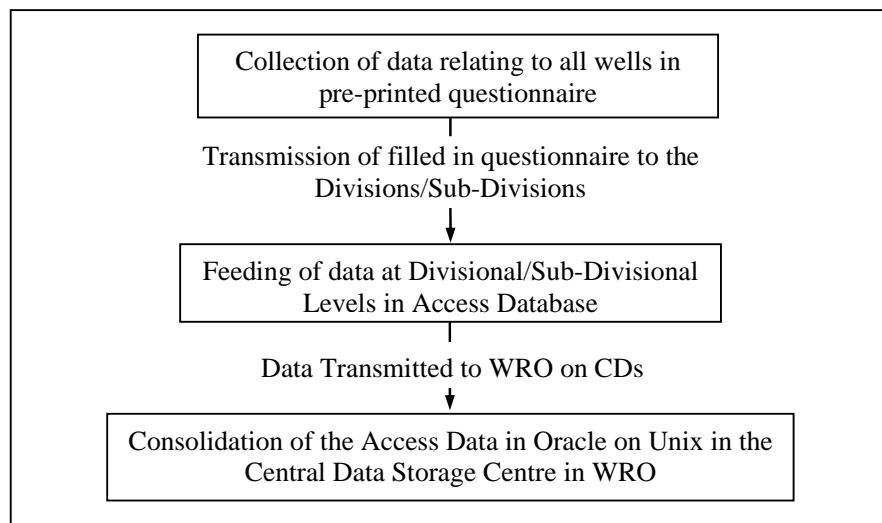 Collection of data relating to all wells in
pre-printed questionnaire
Transmission of filled in questionnaire to the
Divisions/Sub-Divisions
Feeding of data at Divisional/Sub-Divisional
Levels in Access Database
Data Transmitted to WRO on CDs
Consolidation of the Access Data in Oracle on Unix in the
Central Data Storage Centre in WRO